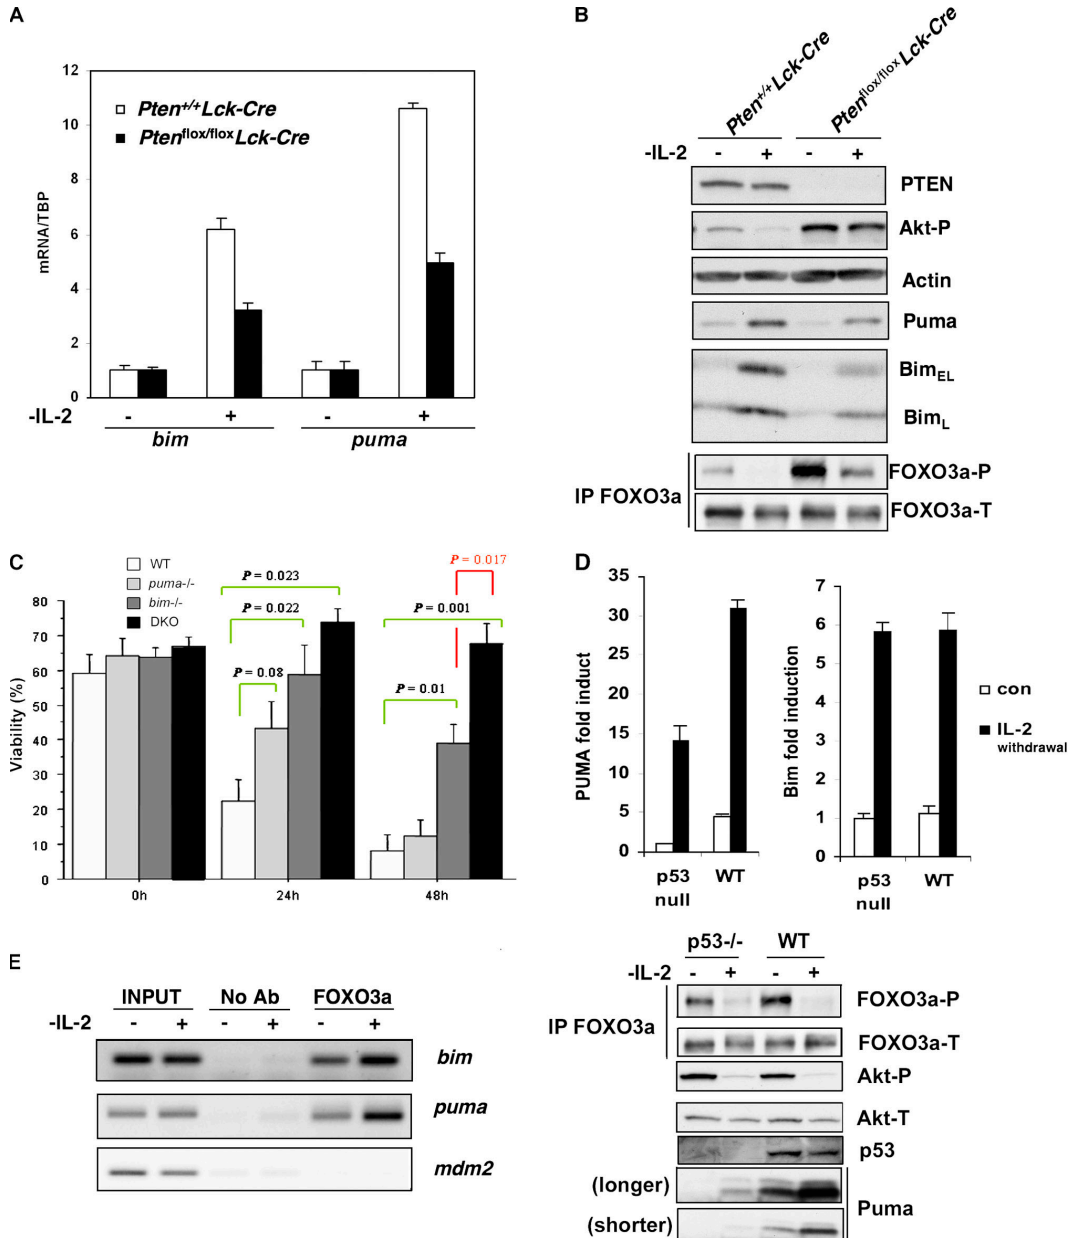 A
12
10
8
6
4
2
0
mRNA/TBP
Pten+/+Lck-Cre
Ptenflox/floxLck-Cre
-IL-2 - + - +
bim puma
B
Pten+/+Lck-Cre
Ptenflox/floxLck-Cre
-IL-2 - + - +
PTEN
Akt-P
Actin
Puma
BimEL
BimL
IP FOXO3a
FOXO3a-P
FOXO3a-T
C
WT
puma-/-
bim-/-
DKO
P = 0.023
P = 0.022
P = 0.08
P = 0.017
P = 0.001
P = 0.01
80
70
60
50
40
30
20
10
0
Viability (%)
0h 24h 48h
D
35
30
25
20
15
10
5
0
PUMA fold induct
p53 null WT
7
6
5
4
3
2
1
0
Bim fold induction
p53 null WT
con
IL-2
withdrawal
p53-/- WT
-IL-2 - + - +
IP FOXO3a
FOXO3a-P
FOXO3a-T
Akt-P
Akt-T
p53
(longer)
(shorter)
Puma
E
INPUT No Ab FOXO3a
-IL-2 - + - + - +
bim
puma
mdm2